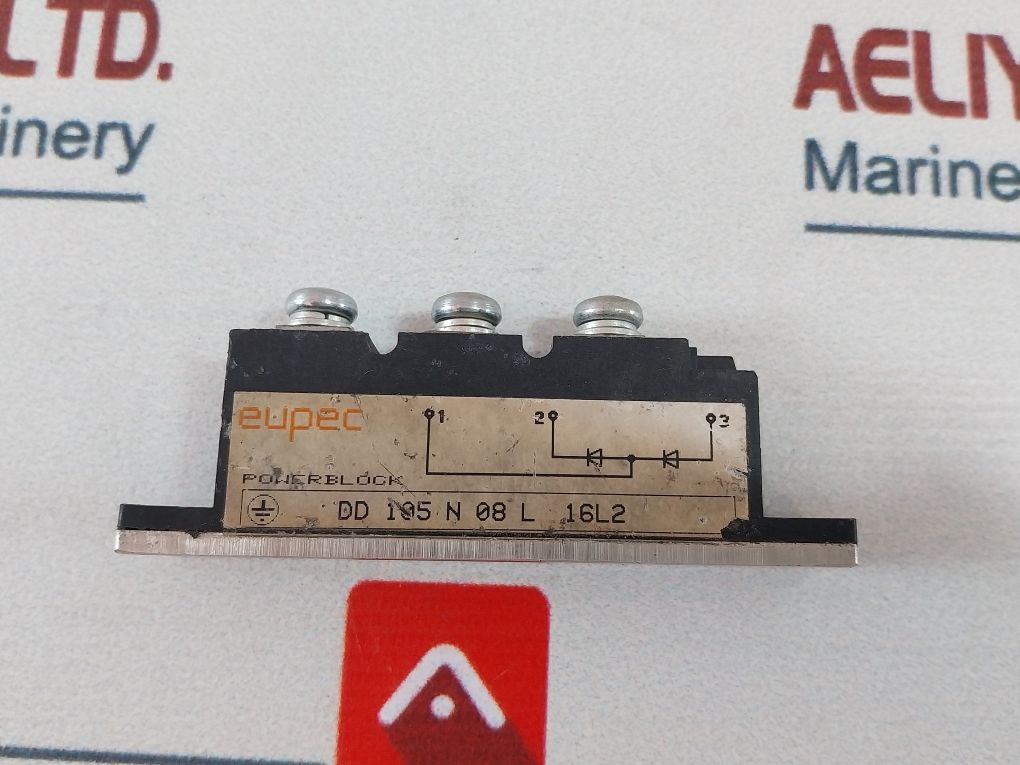 LTD.
inery
AELIY
Marine
eupec
1
2
3
POWERBLOCK
DD 105 N 08 L 16L2